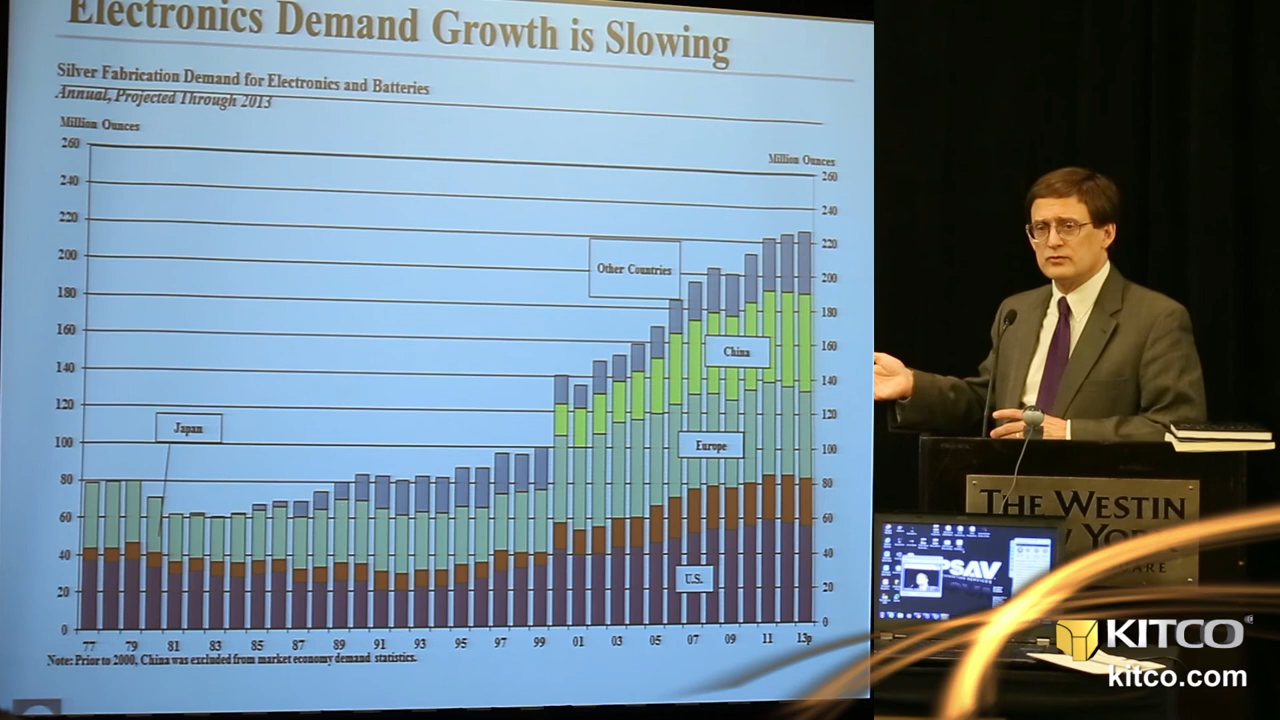 Electronics Demand Growth is Slowing
Silver Fabrication Demand for Electronics and Batteries
Annual, Projected Through 2013
Million Ounces
Million Ounces
260
240
220
200
180
160
140
120
100
80
60
40
20
0
260
240
220
200
180
160
140
120
100
80
60
40
20
0
Other Countries
China
Japan
Europe
U.S.
77 79 81 83 85 87 89 91 93 95 97 99 01 03 05 07 09 11 13p
Note: Prior to 2000, China was excluded from market economy demand statistics.
THE WESTIN
PSAV
KITCO
kitco.com